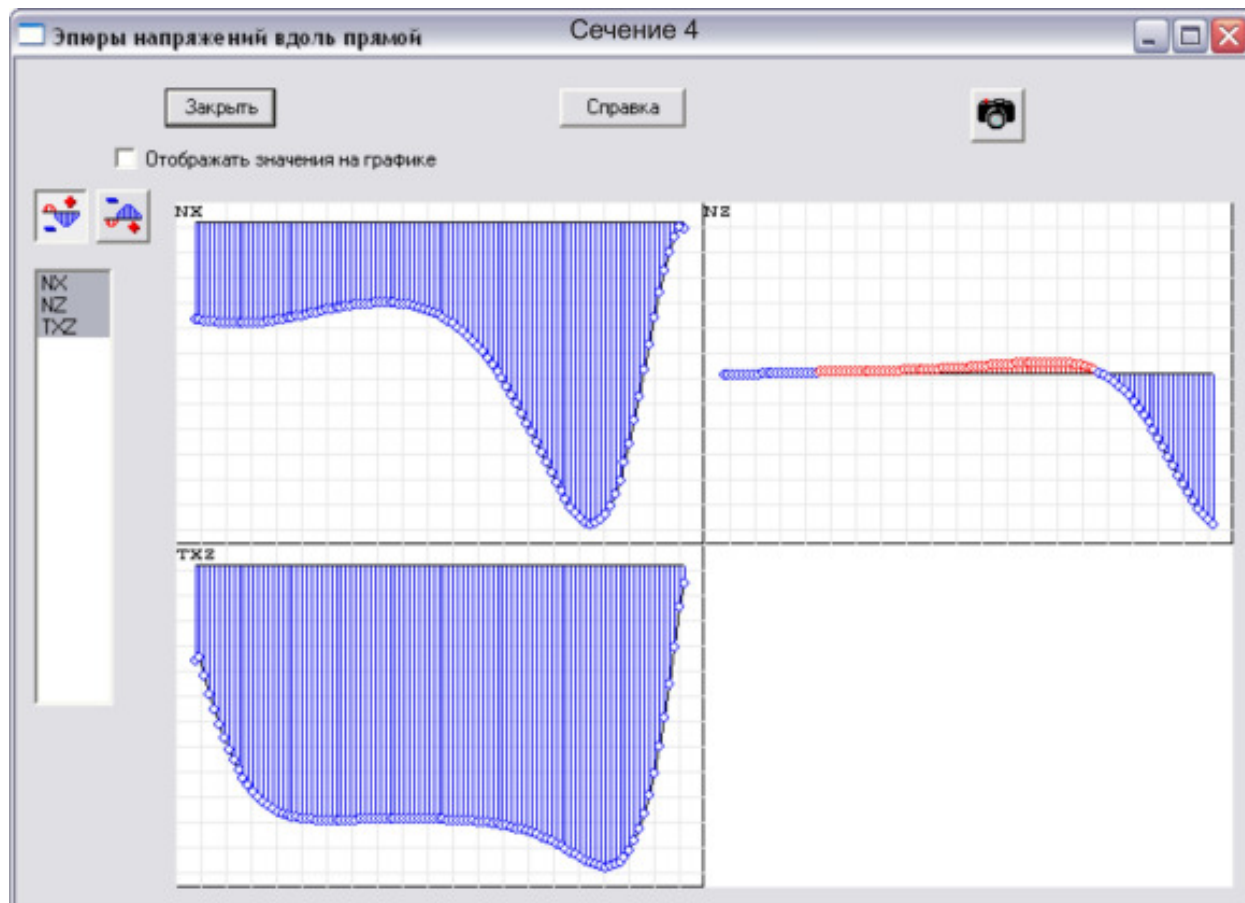 Эпюры напряжений вдоль прямой
Сечение 4
Закрыть
Справка
Отображать значения на графике
NX
NZ
NX
NZ
TXZ
TXZ